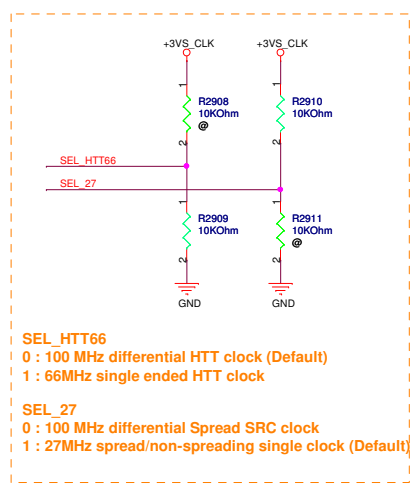 +3VS_CLK +3VS_CLK
1 1
R2908 R2910
10KOhm 10KOhm
@
2 2
SEL_HTT66
SEL_27
1 1
R2909 R2911
10KOhm 10KOhm
@
2 2
GND GND
SEL_HTT66
0 : 100 MHz differential HTT clock (Default)
1 : 66MHz single ended HTT clock
SEL_27
0 : 100 MHz differential Spread SRC clock
1 : 27MHz spread/non-spreading single clock (Default)